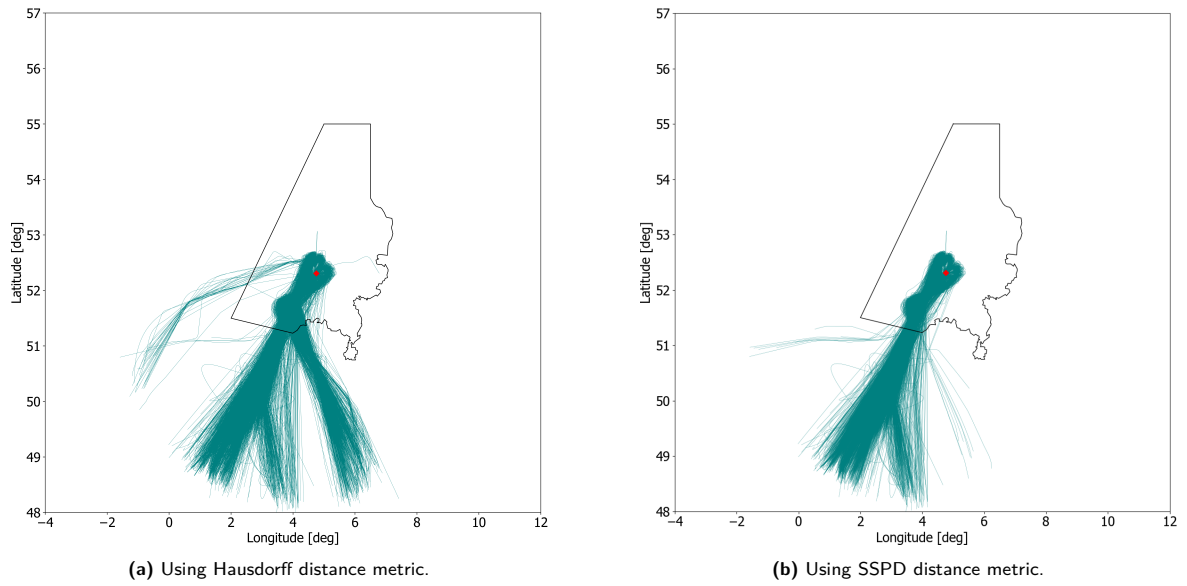 57
56
55
54
53
52
51
50
49
48
Latitude [deg]
−4 −2 0 2 4 6 8 10 12
Longitude [deg]
(a) Using Hausdorff distance metric.
57
56
55
54
53
52
51
50
49
48
Latitude [deg]
−4 −2 0 2 4 6 8 10 12
Longitude [deg]
(b) Using SSPD distance metric.